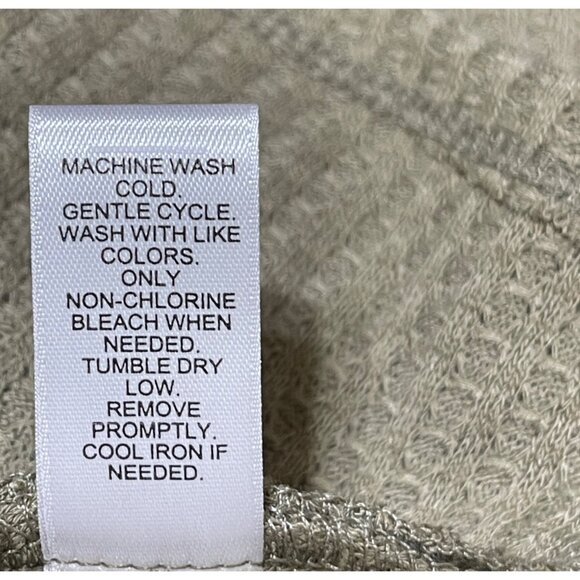 MACHINE WASH
COLD.
GENTLE CYCLE.
WASH WITH LIKE
COLORS.
ONLY
NON-CHLORINE
BLEACH WHEN
NEEDED.
TUMBLE DRY
LOW.
REMOVE
PROMPTLY.
COOL IRON IF
NEEDED.